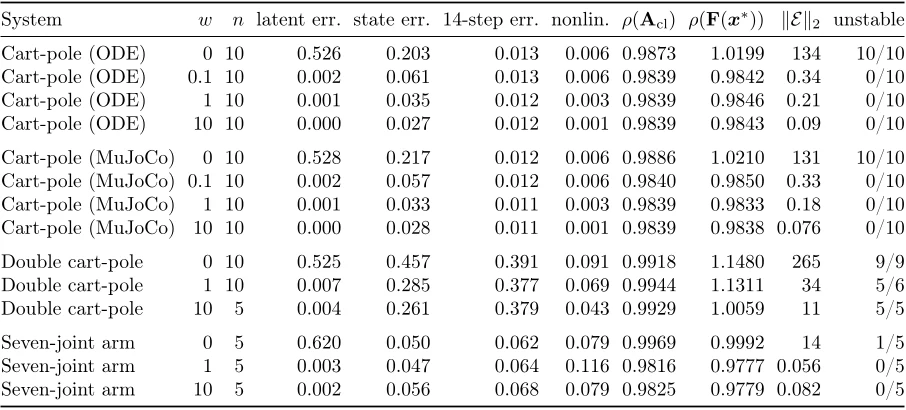 System w n latent err. state err. 14-step err. nonlin. ρ(A_cl) ρ(F(x*)) ‖ℰ‖₂ unstable
Cart-pole (ODE) 0 10 0.526 0.203 0.013 0.006 0.9873 1.0199 134 10/10
Cart-pole (ODE) 0.1 10 0.002 0.061 0.013 0.006 0.9839 0.9842 0.34 0/10
Cart-pole (ODE) 1 10 0.001 0.035 0.012 0.003 0.9839 0.9846 0.21 0/10
Cart-pole (ODE) 10 10 0.000 0.027 0.012 0.001 0.9839 0.9843 0.09 0/10
Cart-pole (MuJoCo) 0 10 0.528 0.217 0.012 0.006 0.9886 1.0210 131 10/10
Cart-pole (MuJoCo) 0.1 10 0.002 0.057 0.012 0.006 0.9840 0.9850 0.33 0/10
Cart-pole (MuJoCo) 1 10 0.001 0.033 0.011 0.003 0.9839 0.9833 0.18 0/10
Cart-pole (MuJoCo) 10 10 0.000 0.028 0.011 0.001 0.9839 0.9838 0.076 0/10
Double cart-pole 0 10 0.525 0.457 0.391 0.091 0.9918 1.1480 265 9/9
Double cart-pole 1 10 0.007 0.285 0.377 0.069 0.9944 1.1311 34 5/6
Double cart-pole 10 5 0.004 0.261 0.379 0.043 0.9929 1.0059 11 5/5
Seven-joint arm 0 5 0.620 0.050 0.062 0.079 0.9969 0.9992 14 1/5
Seven-joint arm 1 5 0.003 0.047 0.064 0.116 0.9816 0.9777 0.056 0/5
Seven-joint arm 10 5 0.002 0.056 0.068 0.079 0.9825 0.9779 0.082 0/5